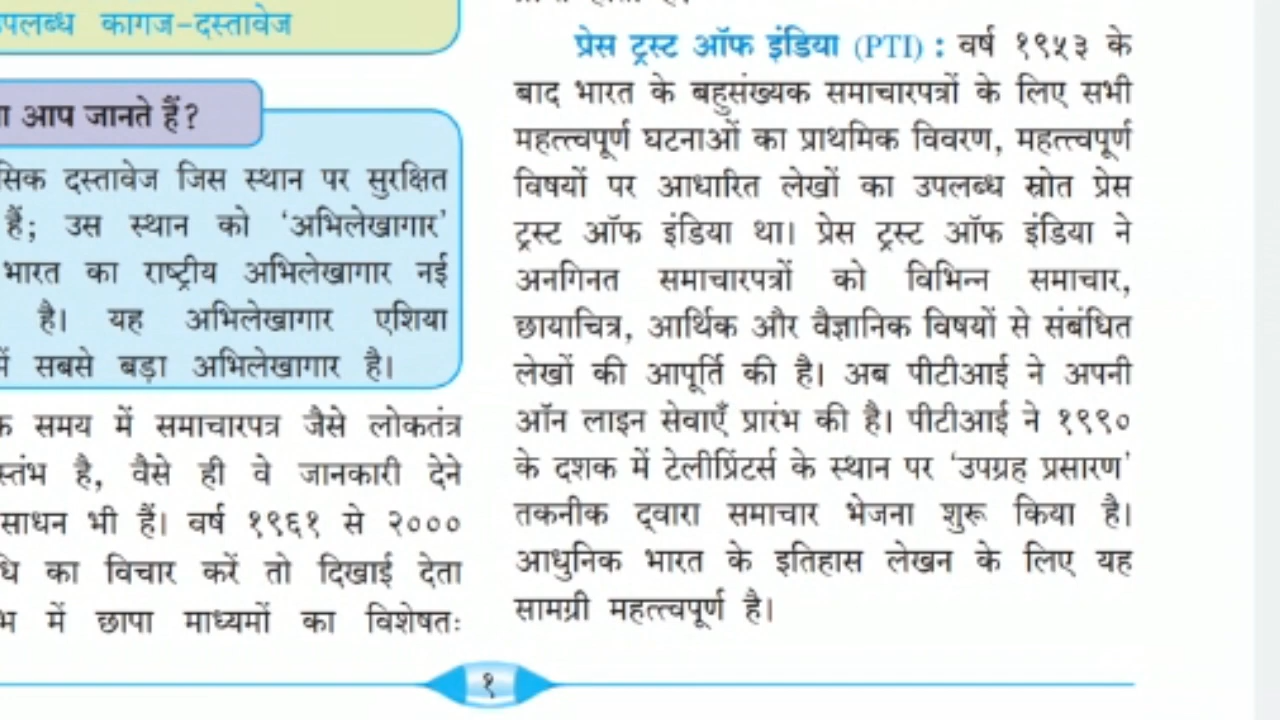 उपलब्ध कागज-दस्तावेज
आप जानते हैं?
दस्तावेज जिस स्थान पर सुरक्षित
हैं; उस स्थान को ‘अभिलेखागार’
भारत का राष्ट्रीय अभिलेखागार नई
है। यह अभिलेखागार एशिया
में सबसे बड़ा अभिलेखागार है।
समय में समाचारपत्र जैसे लोकतंत्र
स्तंभ है, वैसे ही वे जानकारी देने
साधन भी हैं। वर्ष १९६१ से २०००
का विचार करें तो दिखाई देता
में छापा माध्यमों का विशेषतः
प्रेस ट्रस्ट ऑफ इंडिया (PTI) : वर्ष १९५३ के
बाद भारत के बहुसंख्यक समाचारपत्रों के लिए सभी
महत्त्वपूर्ण घटनाओं का प्राथमिक विवरण, महत्त्वपूर्ण
विषयों पर आधारित लेखों का उपलब्ध स्रोत प्रेस
ट्रस्ट ऑफ इंडिया था। प्रेस ट्रस्ट ऑफ इंडिया ने
अनगिनत समाचारपत्रों को विभिन्न समाचार,
छायाचित्र, आर्थिक और वैज्ञानिक विषयों से संबंधित
लेखों की आपूर्ति की है। अब पीटीआई ने अपनी
ऑन लाइन सेवाएँ प्रारंभ की है। पीटीआई ने १९९०
के दशक में टेलीप्रिंटर्स के स्थान पर ‘उपग्रह प्रसारण’
तकनीक द्‌वारा समाचार भेजना शुरू किया है।
आधुनिक भारत के इतिहास लेखन के लिए यह
सामग्री महत्त्वपूर्ण है।
१